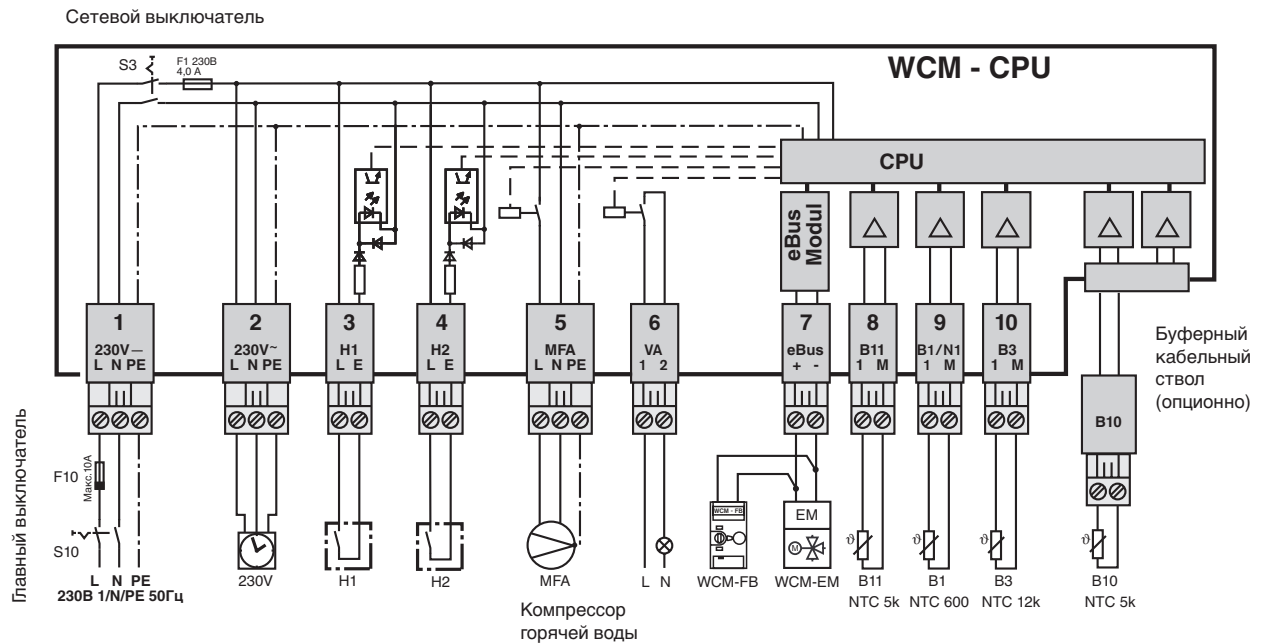 Сетевой выключатель
S3
F1 230В
4,0 А
WCM - CPU
CPU
eBus
Modul
1
230V—
L N PE
2
230V~
L N PE
3
H1
L E
4
H2
L E
5
MFA
L N PE
6
VA
1 2
7
eBus
+ -
8
B11
1 M
9
B1/N1
1 M
10
B3
1 M
Буферный
кабельный
ствол
(опционно)
B10
Главный выключатель
F10
Макс.10А
S10
L N PE
230В 1/N/PE 50Гц
230V
H1
H2
MFA
Компрессор
горячей воды
L N
WCM - FB
WCM-FB
EM
M
WCM-EM
ϑ
B11
NTC 5k
ϑ
B1
NTC 600
ϑ
B3
NTC 12k
ϑ
B10
NTC 5k